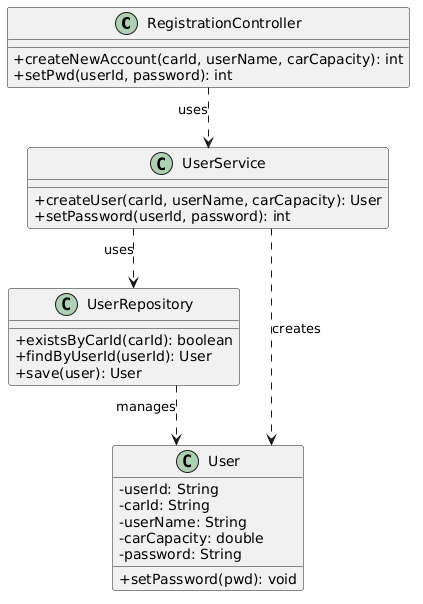 C RegistrationController
+createNewAccount(carId, userName, carCapacity): int
+setPwd(userId, password): int
uses
C UserService
+createUser(carId, userName, carCapacity): User
+setPassword(userId, password): int
uses
creates
C UserRepository
+existsByCarId(carId): boolean
+findByUserId(userId): User
+save(user): User
manages
C User
-userId: String
-carId: String
-userName: String
-carCapacity: double
-password: String
+setPassword(pwd): void